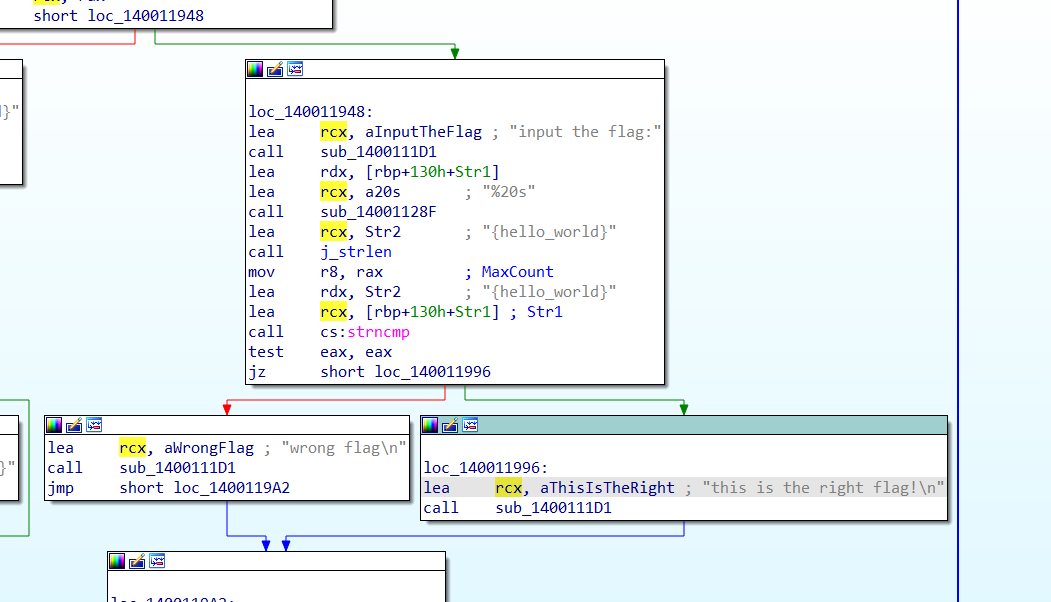 short loc_140011948
}"
loc_140011948:
lea rcx, aInputTheFlag ; "input the flag:"
call sub_1400111D1
lea rdx, [rbp+130h+Str1]
lea rcx, a20s ; "%20s"
call sub_14001128F
lea rcx, Str2 ; "{hello_world}"
call j_strlen
mov r8, rax ; MaxCount
lea rdx, Str2 ; "{hello_world}"
lea rcx, [rbp+130h+Str1] ; Str1
call cs:strncmp
test eax, eax
jz short loc_140011996
}"
lea rcx, aWrongFlag ; "wrong flag\n"
call sub_1400111D1
jmp short loc_1400119A2
loc_140011996:
lea rcx, aThisIsTheRight ; "this is the right flag!\n"
call sub_1400111D1
loc_1400119A2: